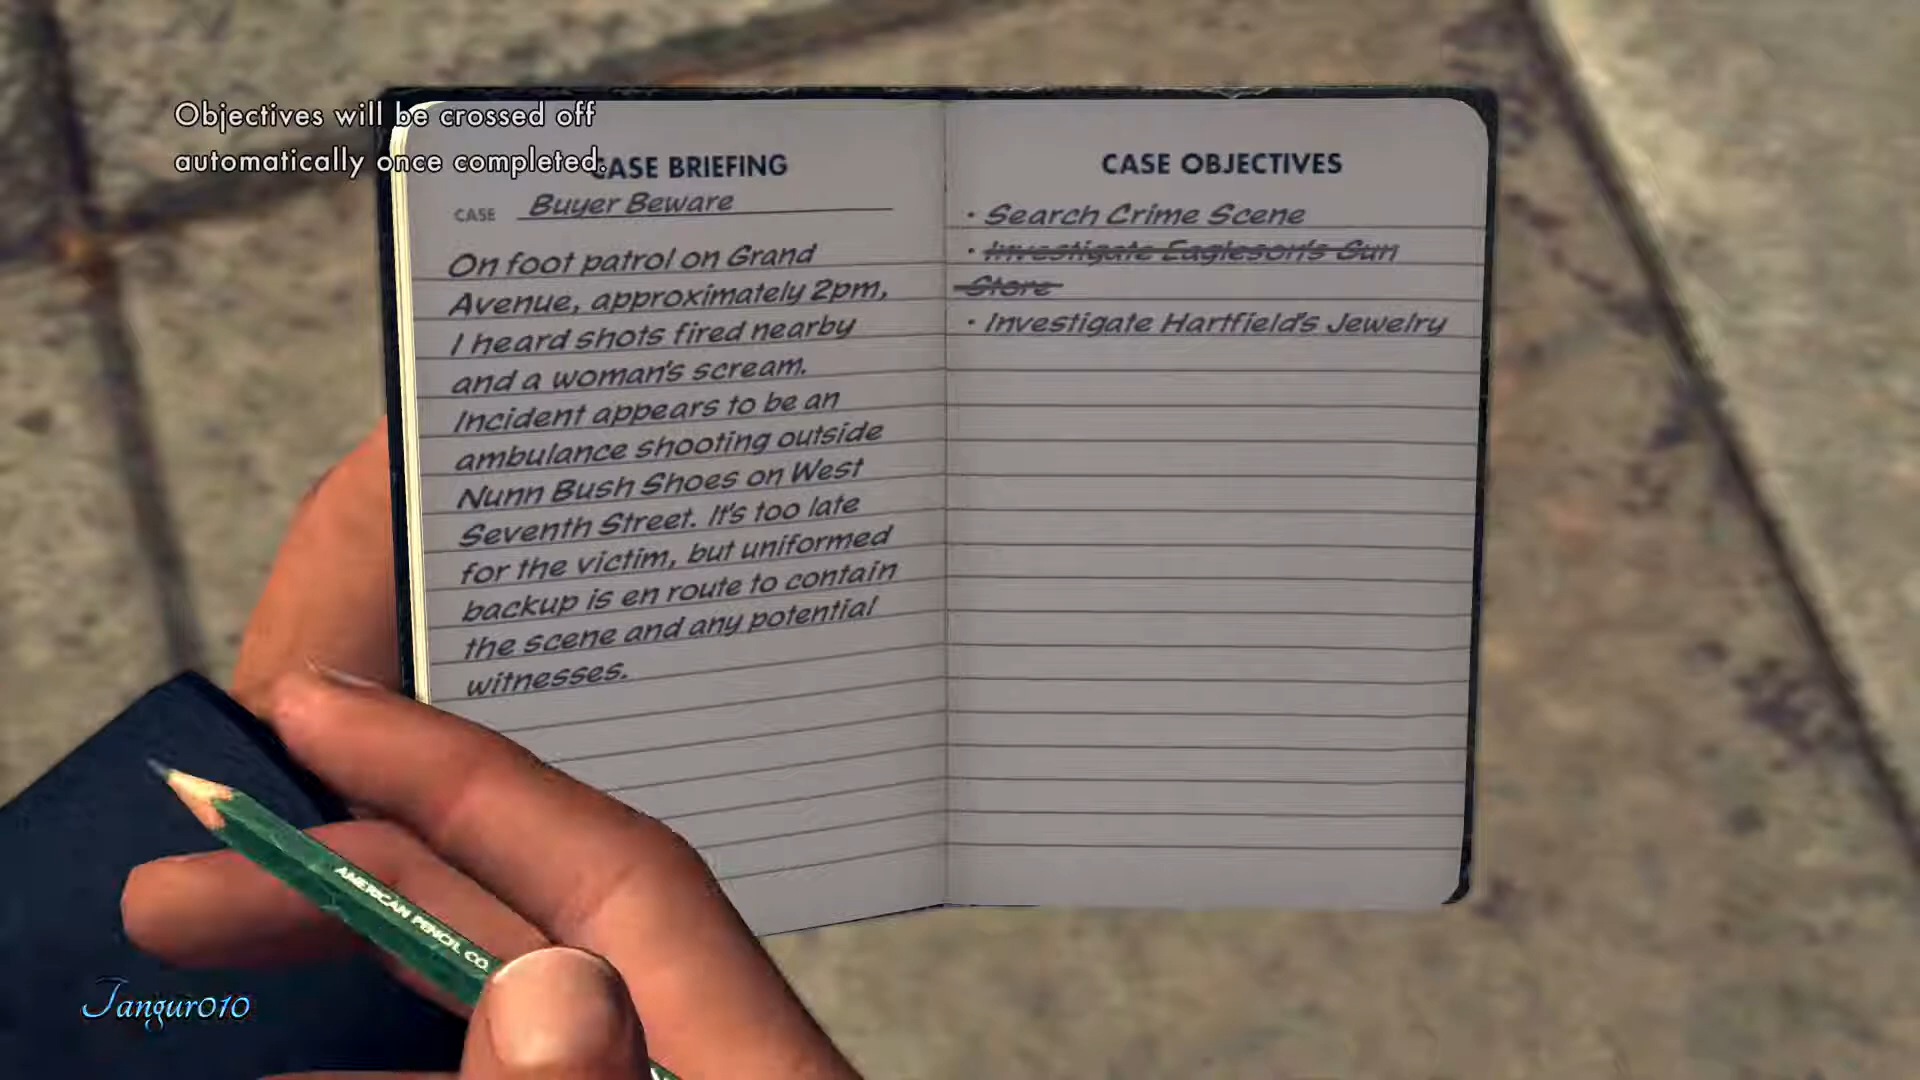 Objectives will be crossed off
automatically once completed.
CASE BRIEFING
CASE Buyer Beware
On foot patrol on Grand
Avenue, approximately 2pm,
I heard shots fired nearby
and a woman's scream.
Incident appears to be an
ambulance shooting outside
Nunn Bush Shoes on West
Seventh Street. It's too late
for the victim, but uniformed
backup is en route to contain
the scene and any potential
witnesses.
CASE OBJECTIVES
· Search Crime Scene
· Investigate Eagleson's Gun
Store
· Investigate Hartfield's Jewelry
AMERICAN PENCIL CO.
Jangur010